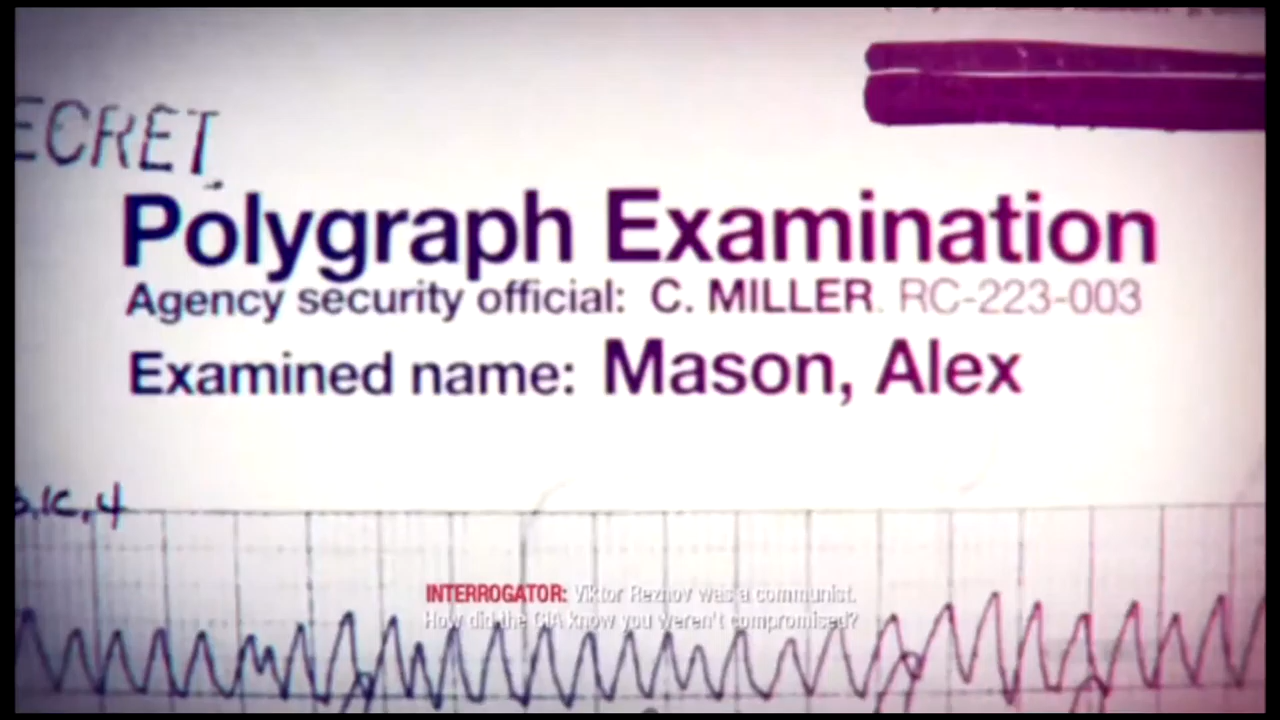 ECRET
Polygraph Examination
Agency security official: C. MILLER. RC-223-003
Examined name: Mason, Alex
INTERROGATOR: Viktor Reznov was a communist.
How did the CIA know you weren't compromised?